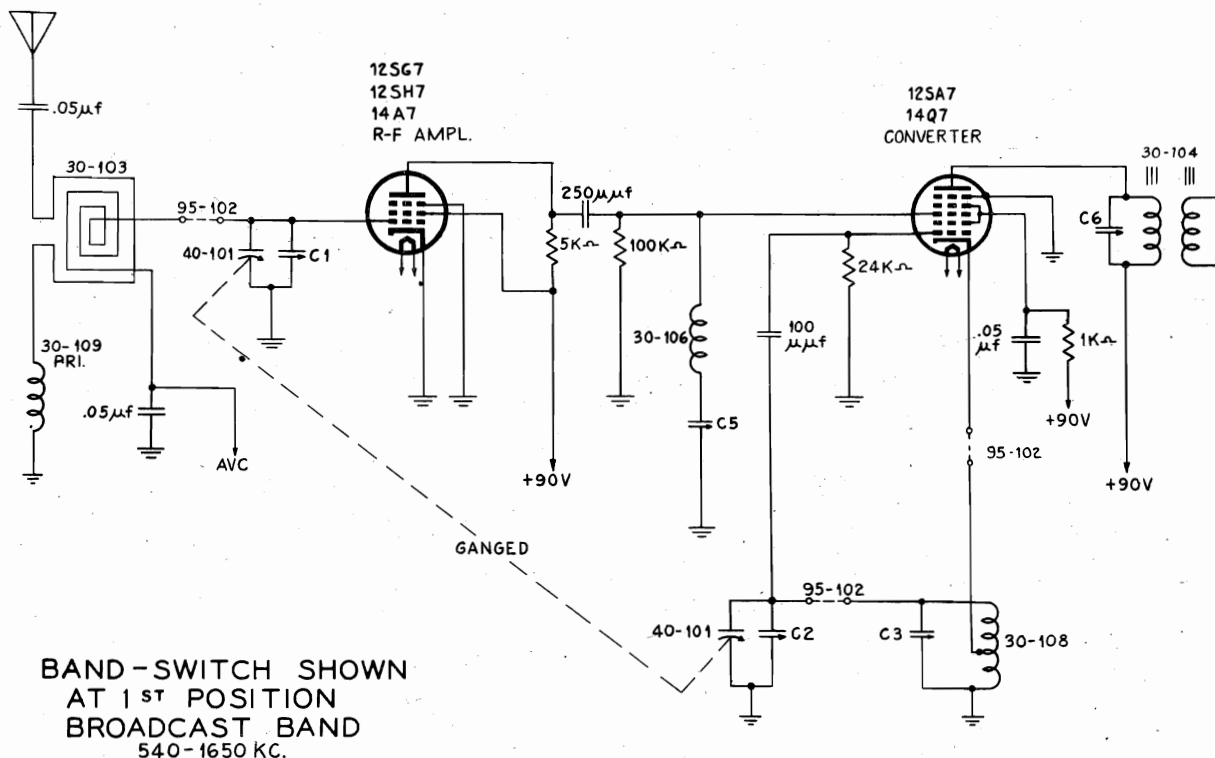 .05μf
30-103
95-102
40-101
C1
30-109
PRI.
.05μf
AVC
12SG7
12SH7
14A7
R-F AMPL.
250μμf
5KΩ
100KΩ
+90V
30-106
C5
100
μμf
24KΩ
12SA7
14Q7
CONVERTER
30-104
C6
.05
μf
1KΩ
+90V
+90V
95-102
GANGED
95-102
40-101
C2
C3
30-108
BAND-SWITCH SHOWN
AT 1ST POSITION
BROADCAST BAND
540-1650 KC.